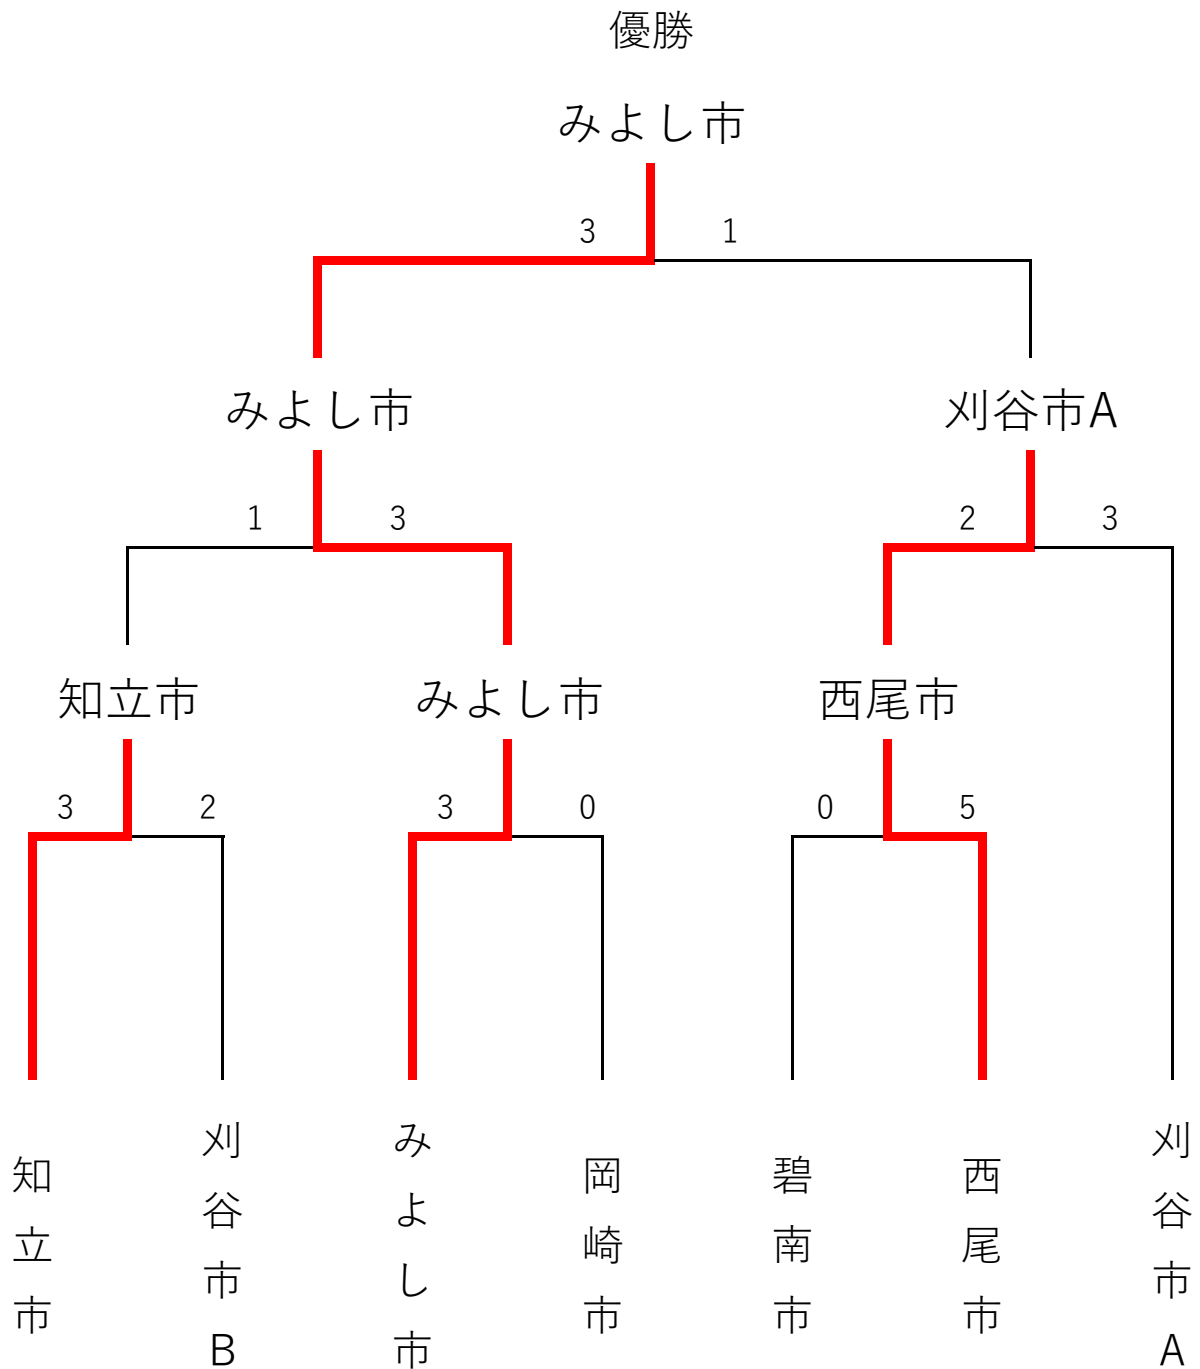 優勝
みよし市
3 1
みよし市 刈谷市A
1 3 2 3
知立市 みよし市 西尾市
3 2 3 0 0 5
知立市
刈谷市B
みよし市
岡崎市
碧南市
西尾市
刈谷市A